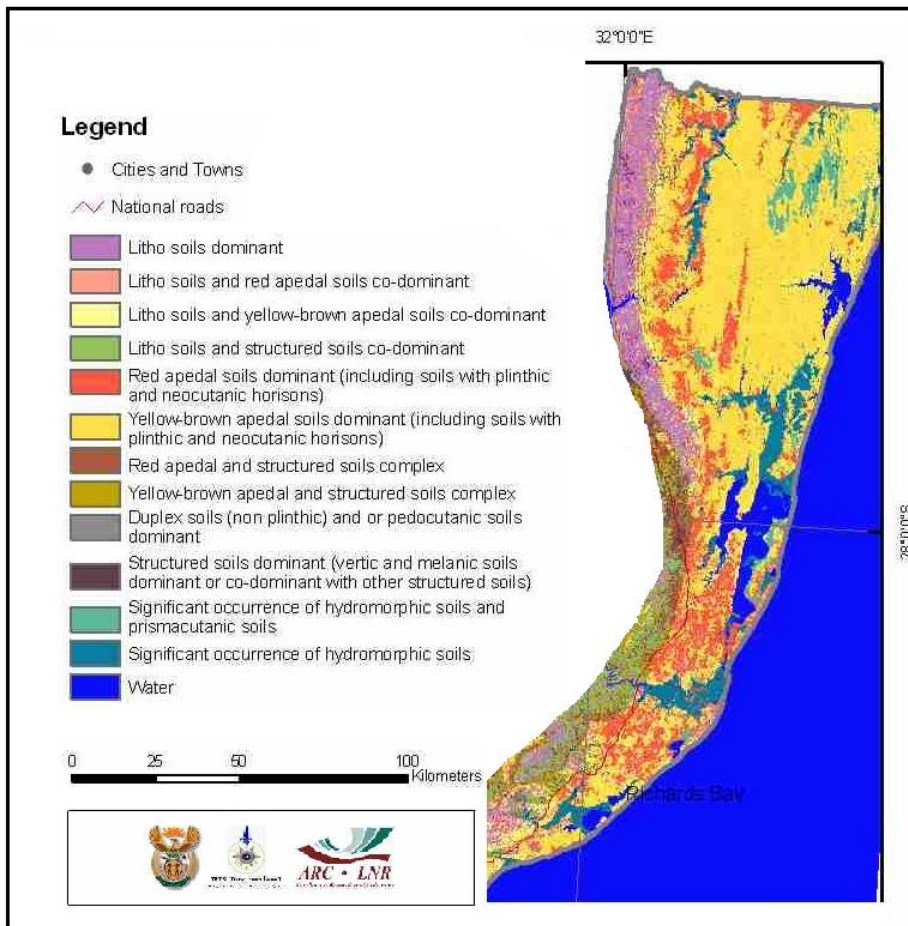 32°0'0"E
Legend
Cities and Towns
National roads
Litho soils dominant
Litho soils and red apedal soils co-dominant
Litho soils and yellow-brown apedal soils co-dominant
Litho soils and structured soils co-dominant
Red apedal soils dominant (including soils with plinthic
and neocutanic horisons)
Yellow-brown apedal soils dominant (including soils with
plinthic and neocutanic horisons)
Red apedal and structured soils complex
Yellow-brown apedal and structured soils complex
Duplex soils (non plinthic) and or pedocutanic soils
dominant
Structured soils dominant (vertic and melanic soils
dominant or co-dominant with other structured soils)
Significant occurrence of hydromorphic soils and
prismacutanic soils
Significant occurrence of hydromorphic soils
Water
28°0'0"S
0 25 50 100
Kilometers
Richards Bay
ARC • LNR